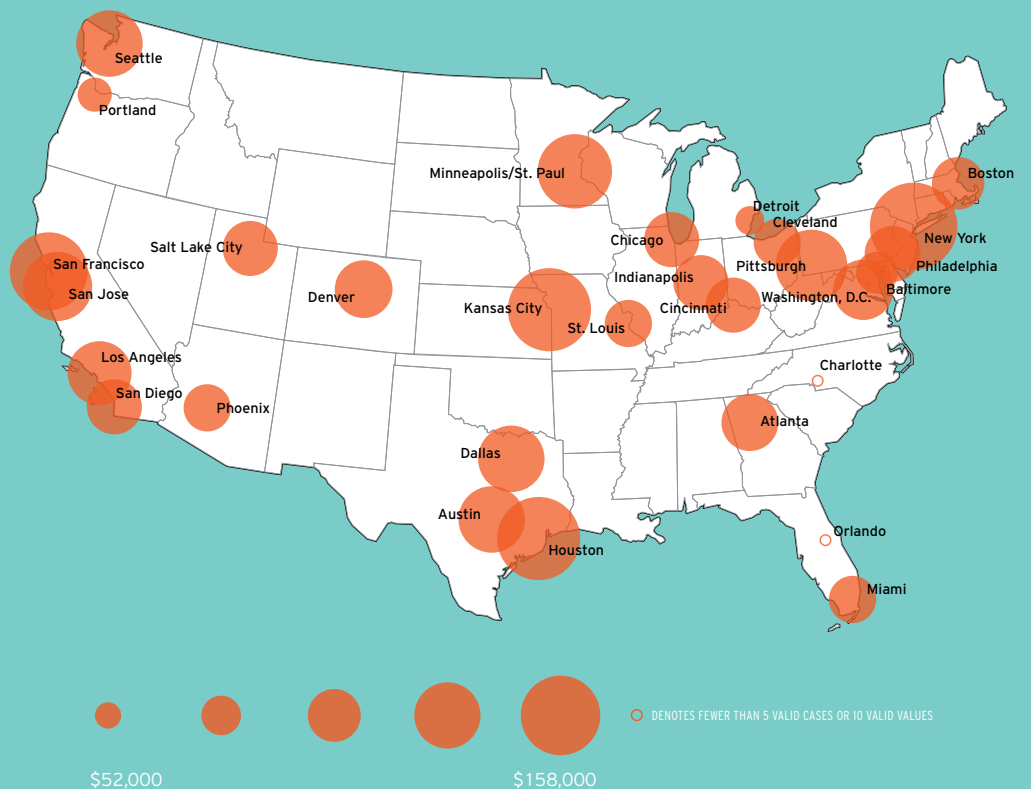 Seattle
Portland
Minneapolis/St. Paul
Boston
Detroit
Cleveland
Chicago
New York
Salt Lake City
San Francisco
Pittsburgh
Philadelphia
Indianapolis
San Jose
Denver
Washington, D.C.
Baltimore
Kansas City
Cincinnati
St. Louis
Los Angeles
Charlotte
San Diego
Phoenix
Atlanta
Dallas
Austin
Orlando
Houston
Miami
DENOTES FEWER THAN 5 VALID CASES OR 10 VALID VALUES
$52,000
$158,000